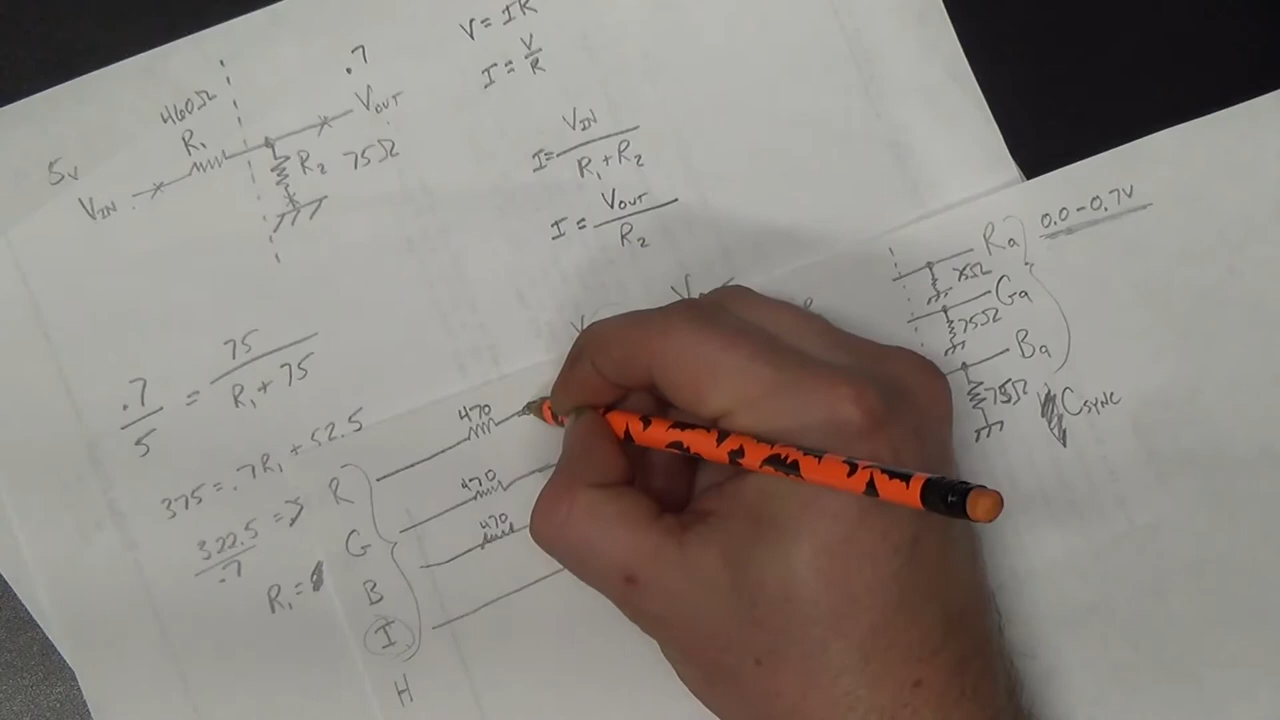 V = IR
I = V/R
.7
460Ω
VOUT
R1
5v
R2 75Ω
VIN
I = VIN / R1 + R2
I = VOUT / R2
0.0 - 0.7V
Ra
75Ω
Ga
75Ω
Ba
75Ω
CSYNC
.7/5 = 75 / R1 + 75
375 = .7R1 + 52.5
322.5/.7 =
R1 =
470
R
470
G
470
B
I
H